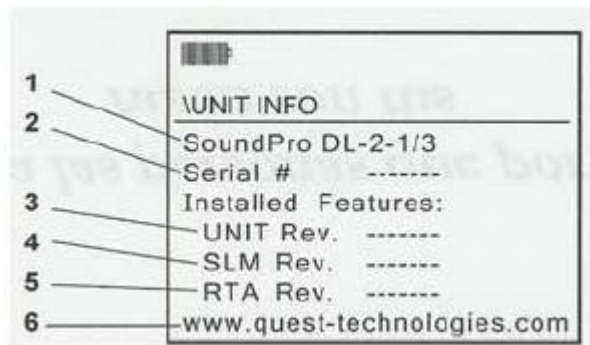 \UNIT INFO
1 SoundPro DL-2-1/3
2 Serial # -------
Installed Features:
3 UNIT Rev. -------
4 SLM Rev. -------
5 RTA Rev. -------
6 www.quest-technologies.com